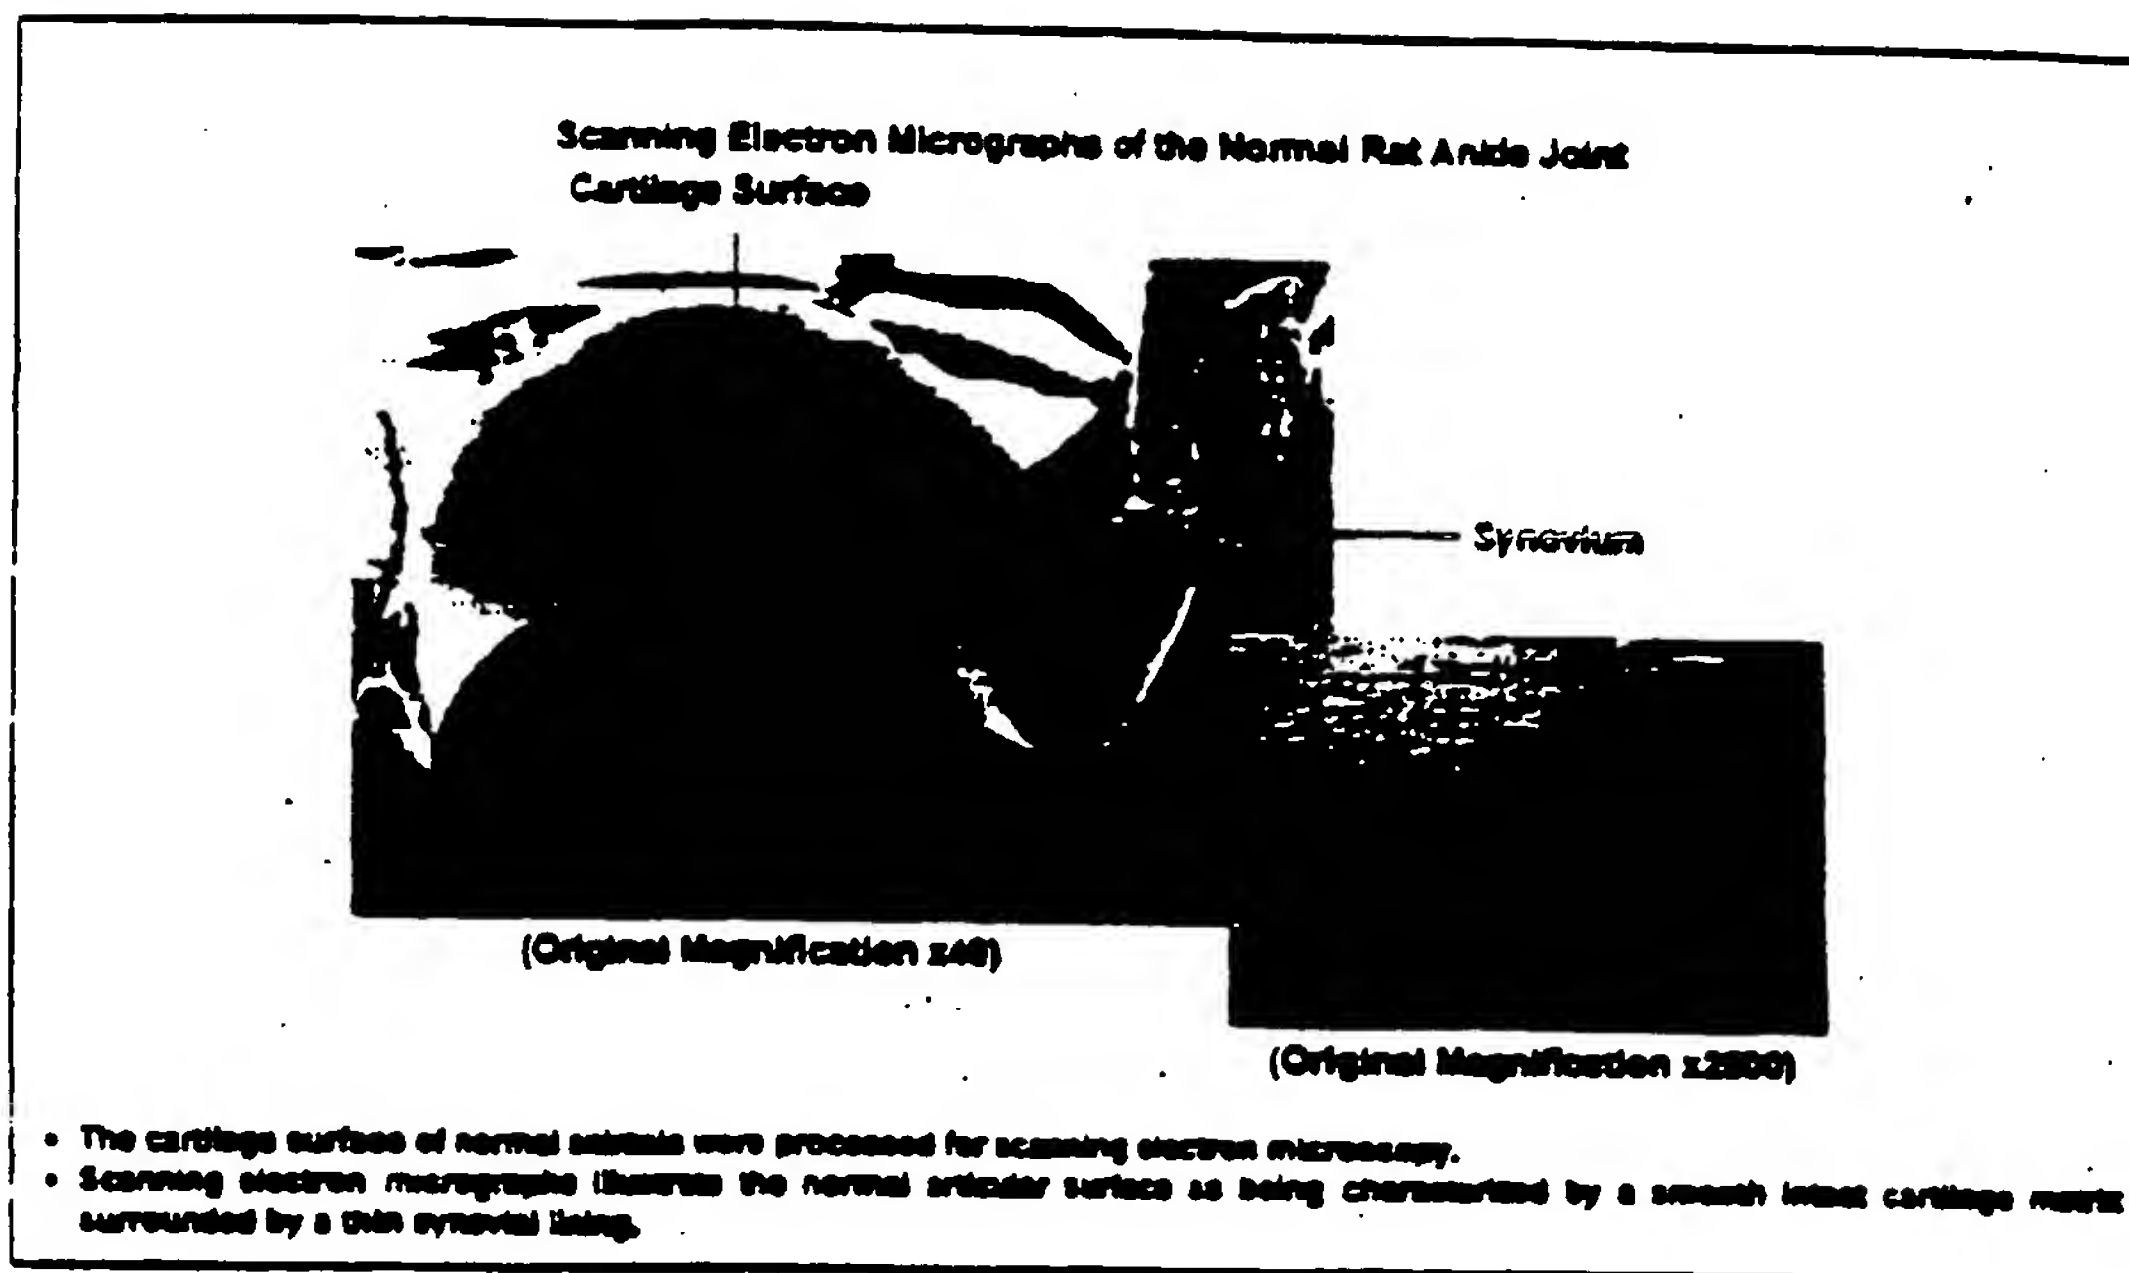 Scanning Electron Micrographs of the Normal Rat Ankle Joint
Cartilage Surface
Synovium
(Original Magnification x40)
(Original Magnification x2500)
• The cartilage surface of normal animals were processed for scanning electron microscopy.
• Scanning electron micrographs illustrate the normal articular surface as being characterized by a smooth intact cartilage matrix
surrounded by a thin synovial lining.